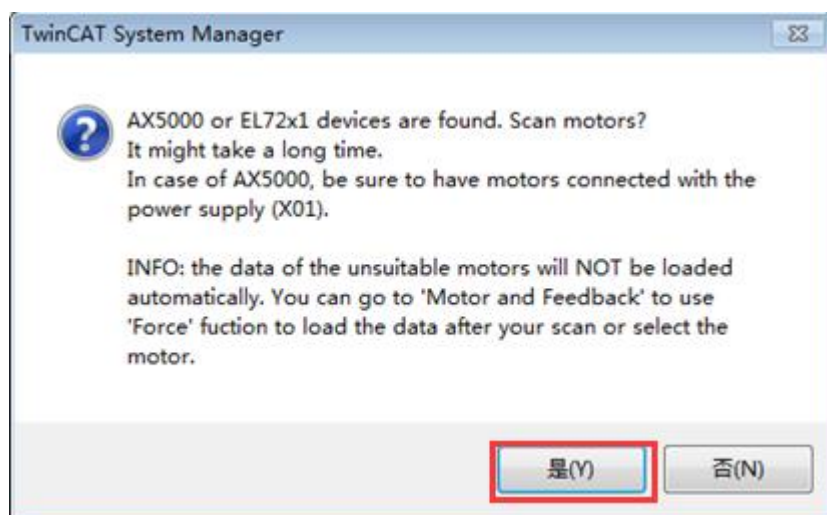 TwinCAT System Manager
AX5000 or EL72x1 devices are found. Scan motors?
It might take a long time.
In case of AX5000, be sure to have motors connected with the
power supply (X01).
INFO: the data of the unsuitable motors will NOT be loaded
automatically. You can go to 'Motor and Feedback' to use
'Force' fuction to load the data after your scan or select the
motor.
是(Y)
否(N)